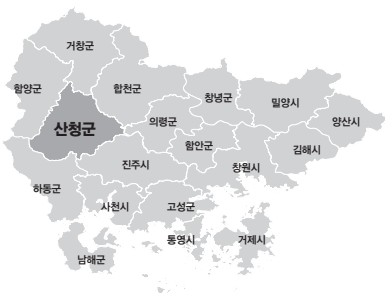 거창군
함양군
합천군
창녕군
밀양시
양산시
산청군
의령군
함안군
김해시
진주시
창원시
하동군
사천시
고성군
통영시
거제시
남해군